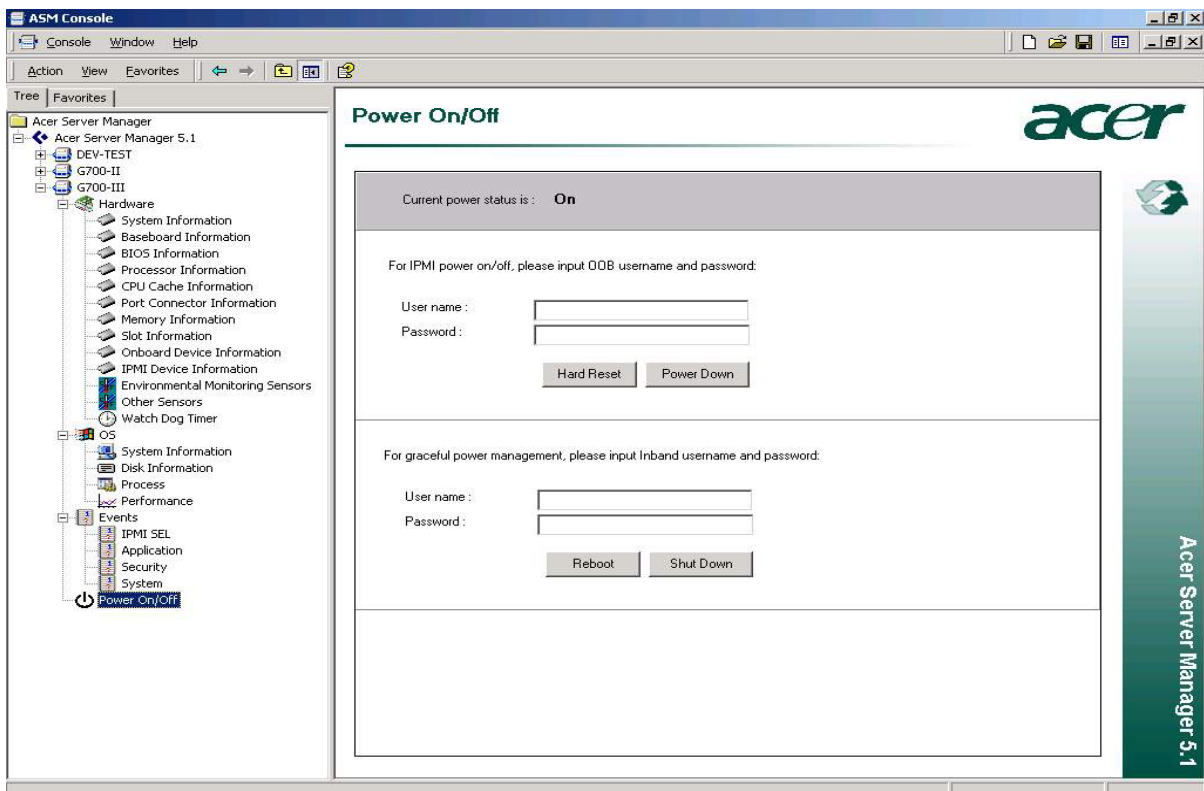 ASM Console
Console Window Help
Action View Favorites
Tree Favorites
Acer Server Manager
Acer Server Manager 5.1
DEV-TEST
G700-II
G700-III
Hardware
System Information
Baseboard Information
BIOS Information
Processor Information
CPU Cache Information
Port Connector Information
Memory Information
Slot Information
Onboard Device Information
IPMI Device Information
Environmental Monitoring Sensors
Other Sensors
Watch Dog Timer
OS
System Information
Disk Information
Process
Performance
Events
IPMI SEL
Application
Security
System
Power On/Off
Power On/Off
acer
Current power status is : On
For IPMI power on/off, please input OOB username and password:
User name :
Password :
Hard Reset Power Down
For graceful power management, please input Inband username and password:
User name :
Password :
Reboot Shut Down
Acer Server Manager 5.1